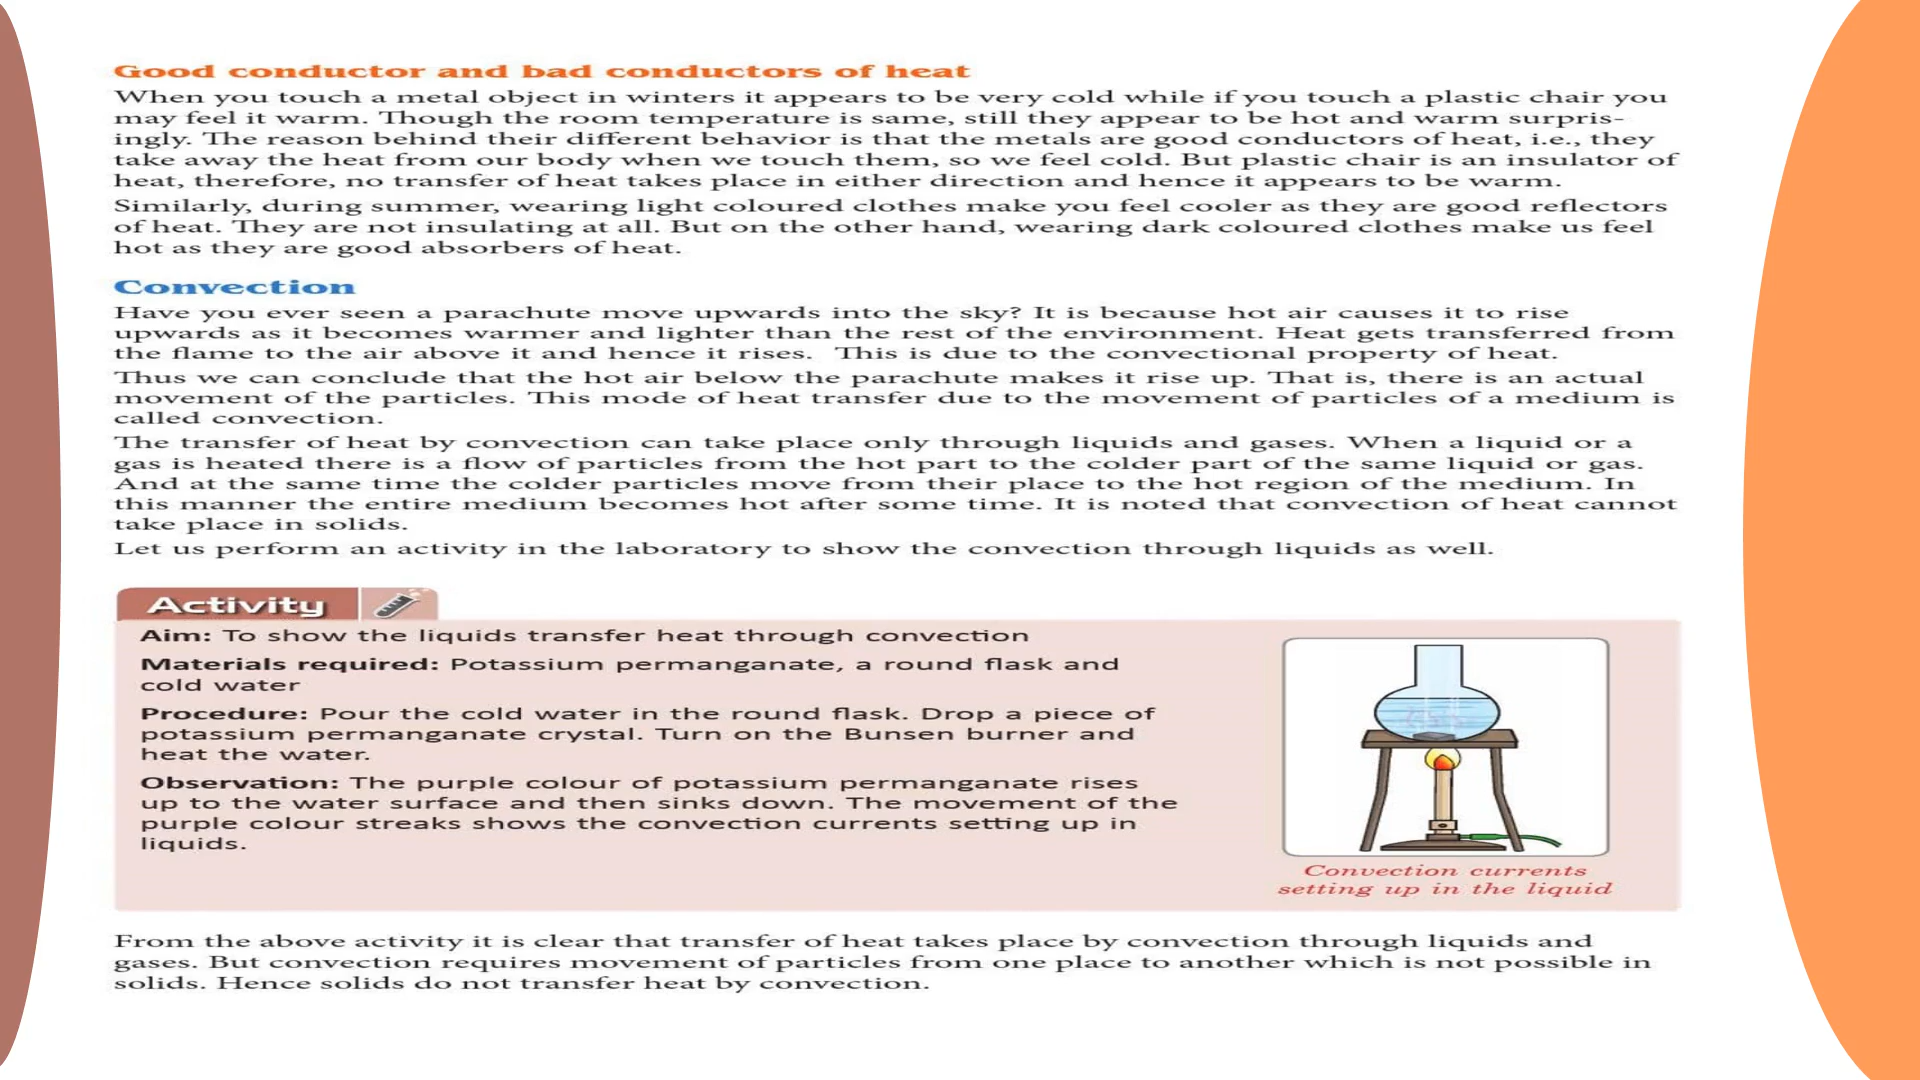 Good conductor and bad conductors of heat
When you touch a metal object in winters it appears to be very cold while if you touch a plastic chair you
may feel it warm. Though the room temperature is same, still they appear to be hot and warm surpris-
ingly. The reason behind their different behavior is that the metals are good conductors of heat, i.e., they
take away the heat from our body when we touch them, so we feel cold. But plastic chair is an insulator of
heat, therefore, no transfer of heat takes place in either direction and hence it appears to be warm.
Similarly, during summer, wearing light coloured clothes make you feel cooler as they are good reflectors
of heat. They are not insulating at all. But on the other hand, wearing dark coloured clothes make us feel
hot as they are good absorbers of heat.
Convection
Have you ever seen a parachute move upwards into the sky? It is because hot air causes it to rise
upwards as it becomes warmer and lighter than the rest of the environment. Heat gets transferred from
the flame to the air above it and hence it rises. This is due to the convectional property of heat.
Thus we can conclude that the hot air below the parachute makes it rise up. That is, there is an actual
movement of the particles. This mode of heat transfer due to the movement of particles of a medium is
called convection.
The transfer of heat by convection can take place only through liquids and gases. When a liquid or a
gas is heated there is a flow of particles from the hot part to the colder part of the same liquid or gas.
And at the same time the colder particles move from their place to the hot region of the medium. In
this manner the entire medium becomes hot after some time. It is noted that convection of heat cannot
take place in solids.
Let us perform an activity in the laboratory to show the convection through liquids as well.
Activity
Aim: To show the liquids transfer heat through convection
Materials required: Potassium permanganate, a round flask and
cold water
Procedure: Pour the cold water in the round flask. Drop a piece of
potassium permanganate crystal. Turn on the Bunsen burner and
heat the water.
Observation: The purple colour of potassium permanganate rises
up to the water surface and then sinks down. The movement of the
purple colour streaks shows the convection currents setting up in
liquids.
Convection currents
setting up in the liquid
From the above activity it is clear that transfer of heat takes place by convection through liquids and
gases. But convection requires movement of particles from one place to another which is not possible in
solids. Hence solids do not transfer heat by convection.